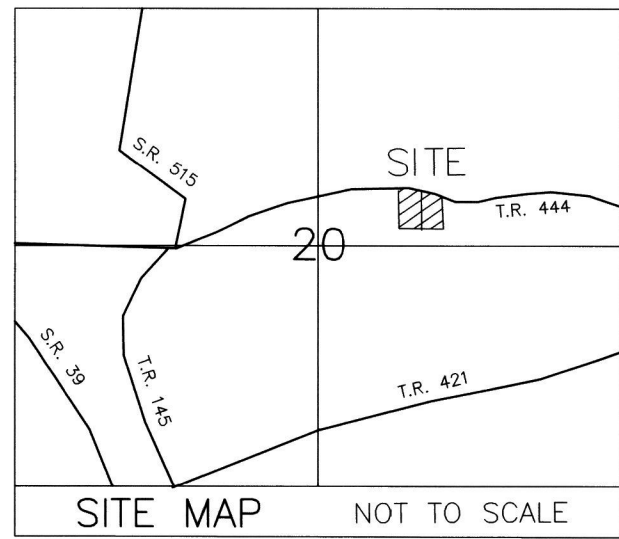 S.R. 515
SITE
T.R. 444
20
S.R. 39
T.R. 145
T.R. 421
SITE MAP
NOT TO SCALE